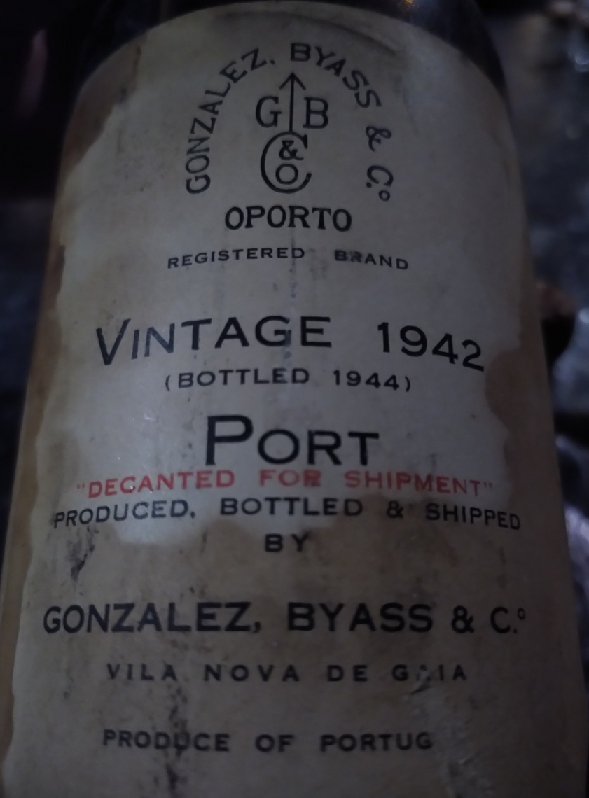 GONZALEZ, BYASS & Cº
G B
& Co
OPORTO
REGISTERED BRAND
VINTAGE 1942
(BOTTLED 1944)
PORT
"DECANTED FOR SHIPMENT"
PRODUCED, BOTTLED & SHIPPED
BY
GONZALEZ, BYASS & C.º
VILA NOVA DE GAIA
PRODUCE OF PORTUG